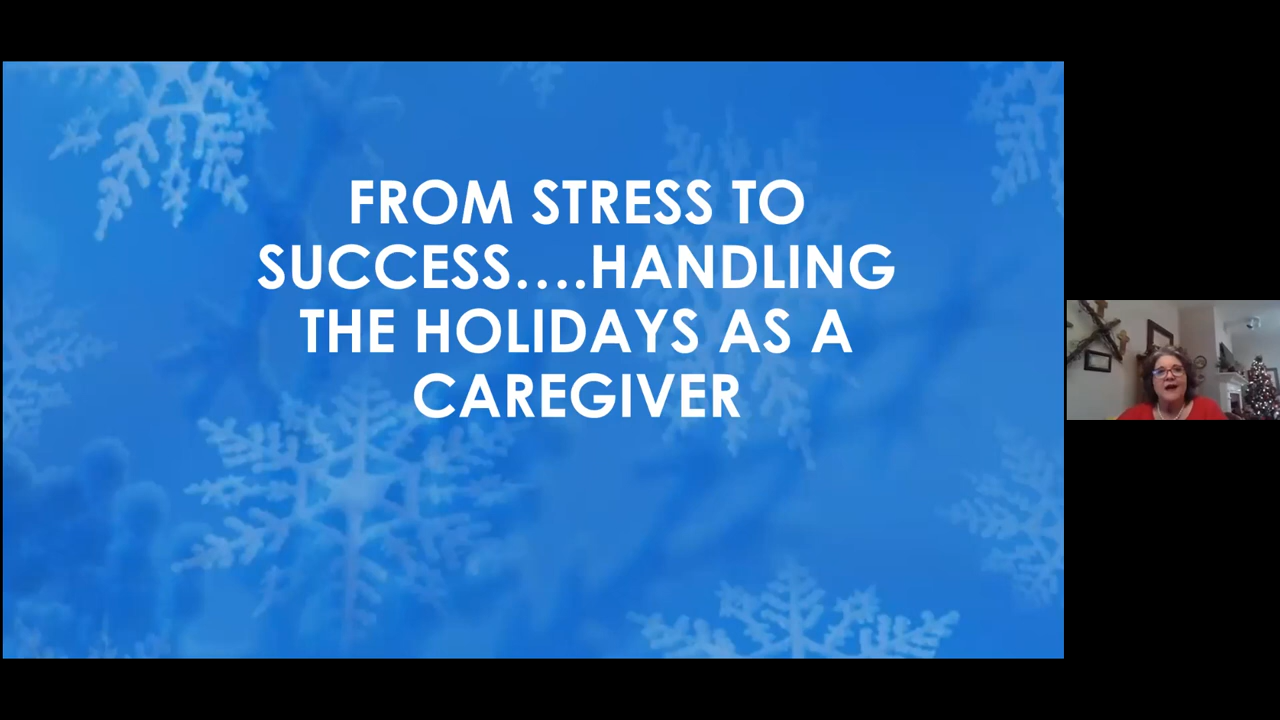 FROM STRESS TO
SUCCESS....HANDLING
THE HOLIDAYS AS A
CAREGIVER